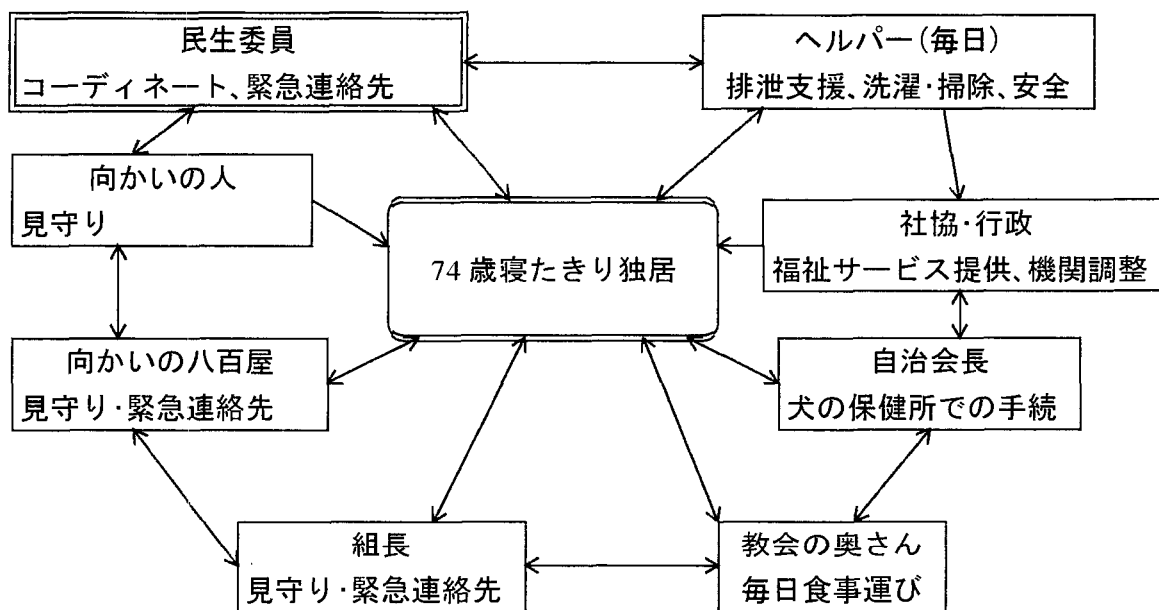 民生委員
コーディネート、緊急連絡先
ヘルパー(毎日)
排泄支援、洗濯・掃除、安全
向かいの人
見守り
74歳寝たきり独居
社協・行政
福祉サービス提供、機関調整
向かいの八百屋
見守り・緊急連絡先
自治会長
犬の保健所での手続
組長
見守り・緊急連絡先
教会の奥さん
毎日食事運び